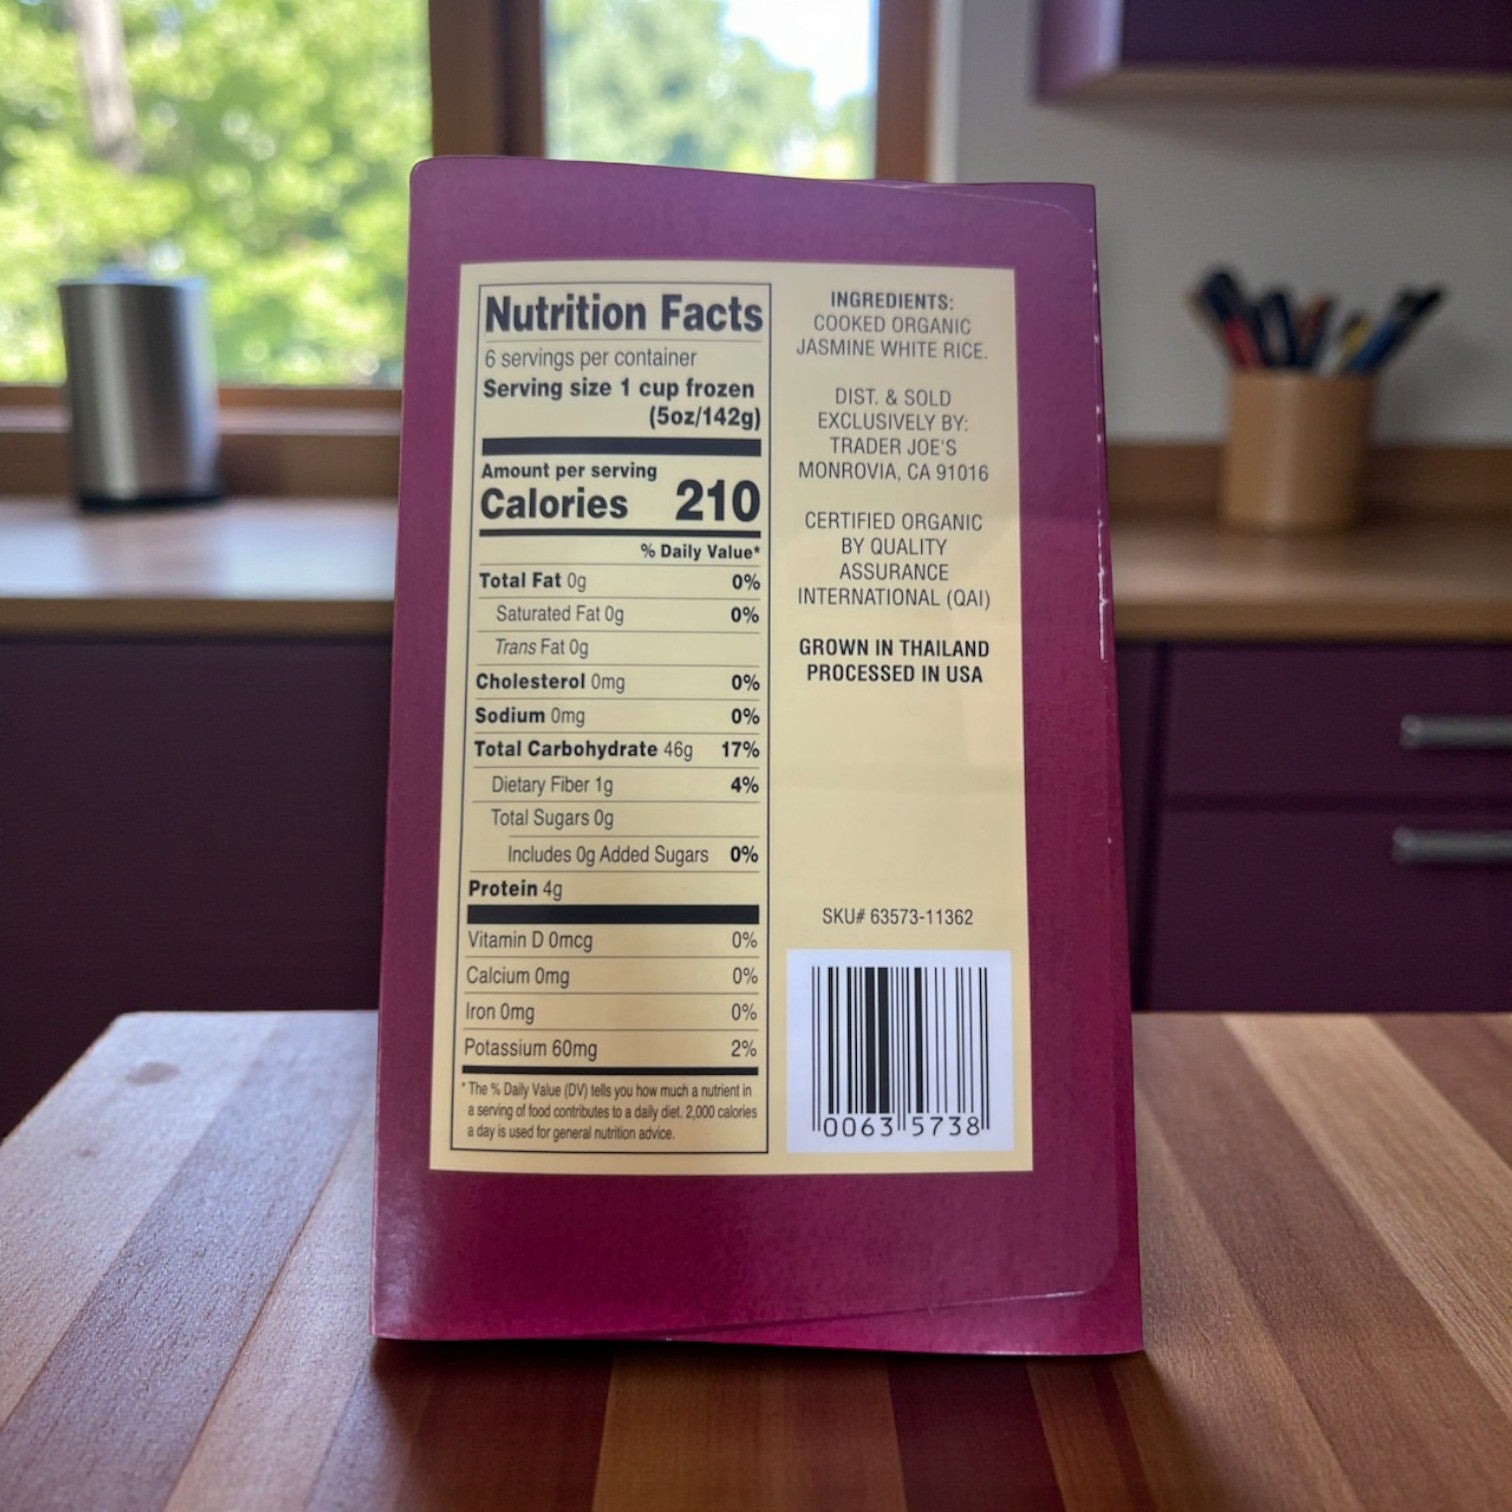 Nutrition Facts
6 servings per container
Serving size 1 cup frozen
(5oz/142g)
Amount per serving
Calories 210
% Daily Value*
Total Fat 0g 0%
Saturated Fat 0g 0%
Trans Fat 0g
Cholesterol 0mg 0%
Sodium 0mg 0%
Total Carbohydrate 46g 17%
Dietary Fiber 1g 4%
Total Sugars 0g
Includes 0g Added Sugars 0%
Protein 4g
Vitamin D 0mcg 0%
Calcium 0mg 0%
Iron 0mg 0%
Potassium 60mg 2%
* The % Daily Value (DV) tells you how much a nutrient in
a serving of food contributes to a daily diet. 2,000 calories
a day is used for general nutrition advice.
INGREDIENTS:
COOKED ORGANIC
JASMINE WHITE RICE.
DIST. & SOLD
EXCLUSIVELY BY:
TRADER JOE'S
MONROVIA, CA 91016
CERTIFIED ORGANIC
BY QUALITY
ASSURANCE
INTERNATIONAL (QAI)
GROWN IN THAILAND
PROCESSED IN USA
SKU# 63573-11362
0063 5738